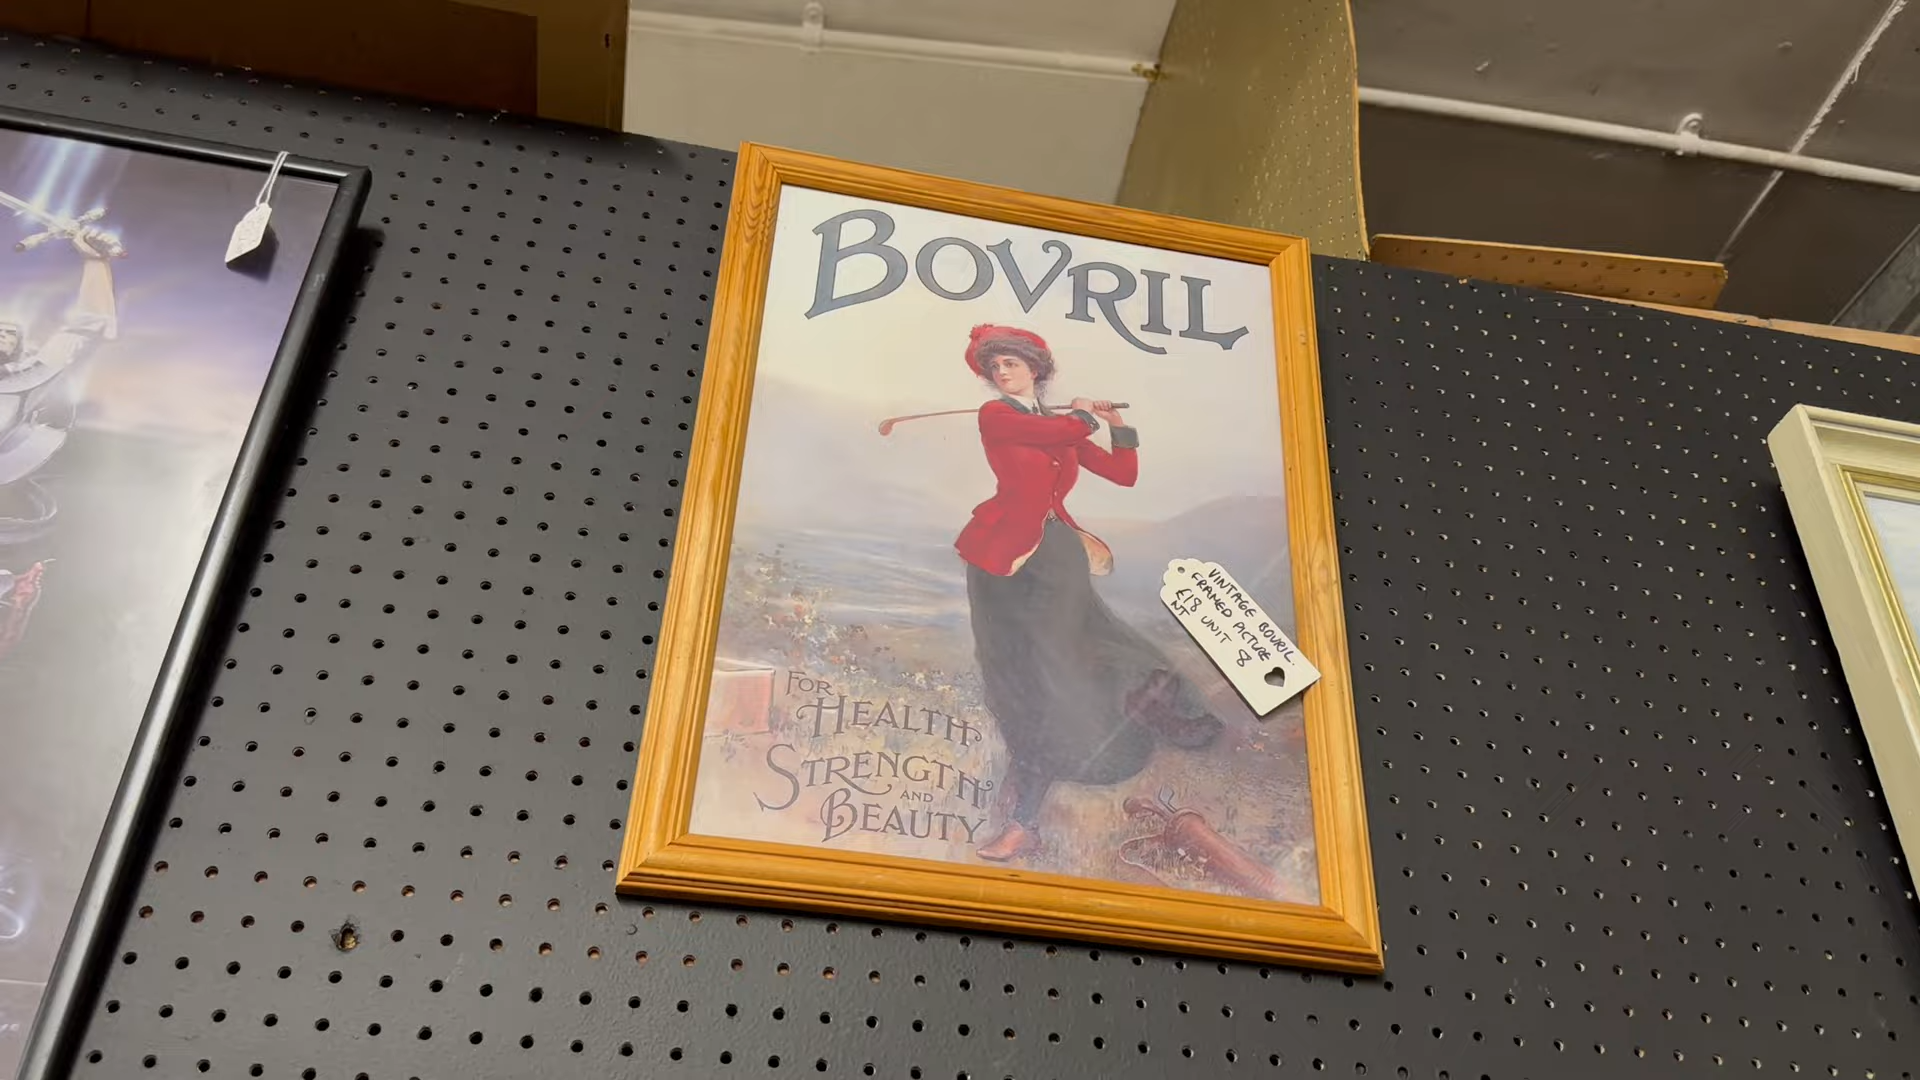 BOVRIL
FOR
HEALTH
STRENGTH
AND
BEAUTY
VINTAGE BOVRIL.
FRAMED PICTURE
£18 UNIT 8
NT